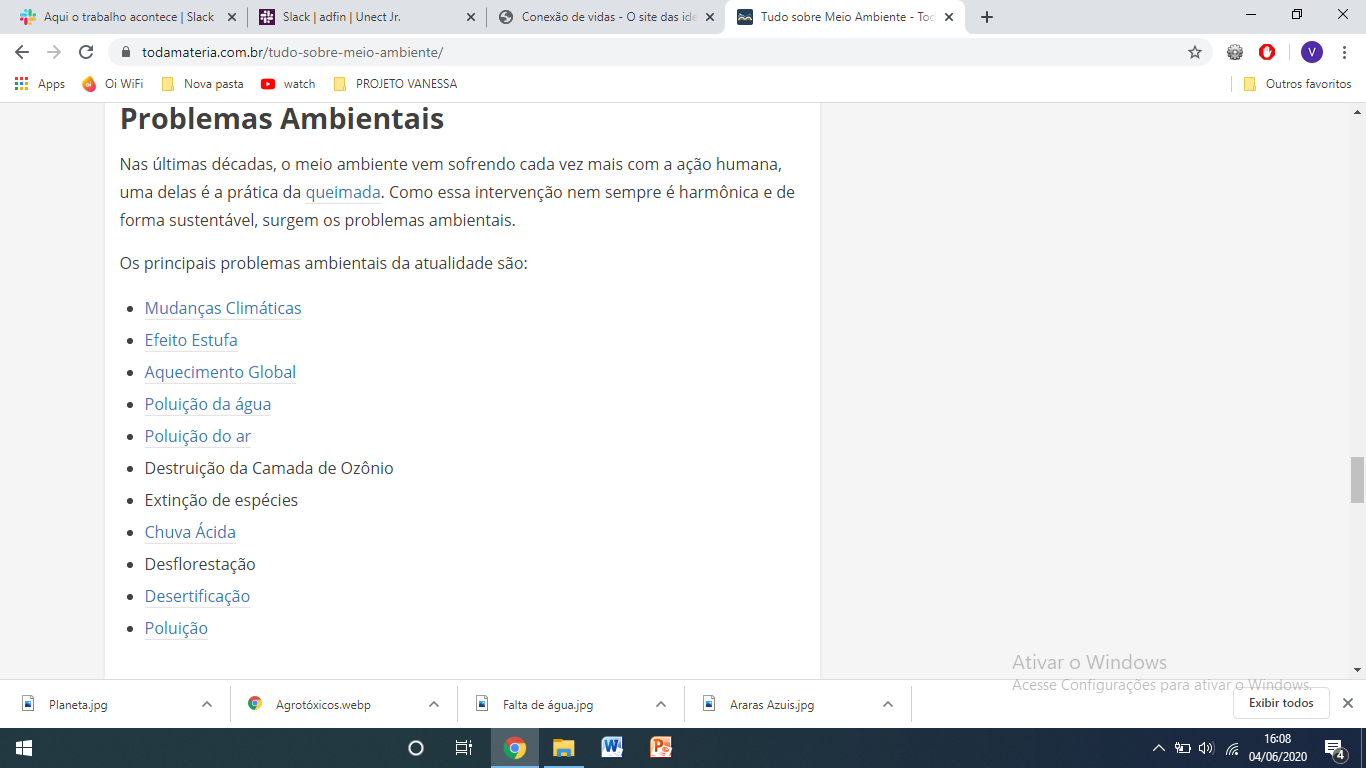 Aqui o trabalho acontece | Slack
Slack | adfin | Unect Jr.
Conexão de vidas - O site das ide
Tudo sobre Meio Ambiente - Tod
todamateria.com.br/tudo-sobre-meio-ambiente/
V
Apps
Oi WiFi
Nova pasta
watch
PROJETO VANESSA
Outros favoritos
Problemas Ambientais
Nas últimas décadas, o meio ambiente vem sofrendo cada vez mais com a ação humana,
uma delas é a prática da queimada. Como essa intervenção nem sempre é harmônica e de
forma sustentável, surgem os problemas ambientais.
Os principais problemas ambientais da atualidade são:
Mudanças Climáticas
Efeito Estufa
Aquecimento Global
Poluição da água
Poluição do ar
Destruição da Camada de Ozônio
Extinção de espécies
Chuva Ácida
Desflorestação
Desertificação
Poluição
Ativar o Windows
Acesse Configurações para ativar o Windows.
Planeta.jpg
Agrotóxicos.webp
Falta de água.jpg
Araras Azuis.jpg
Exibir todos
16:08
04/06/2020
4